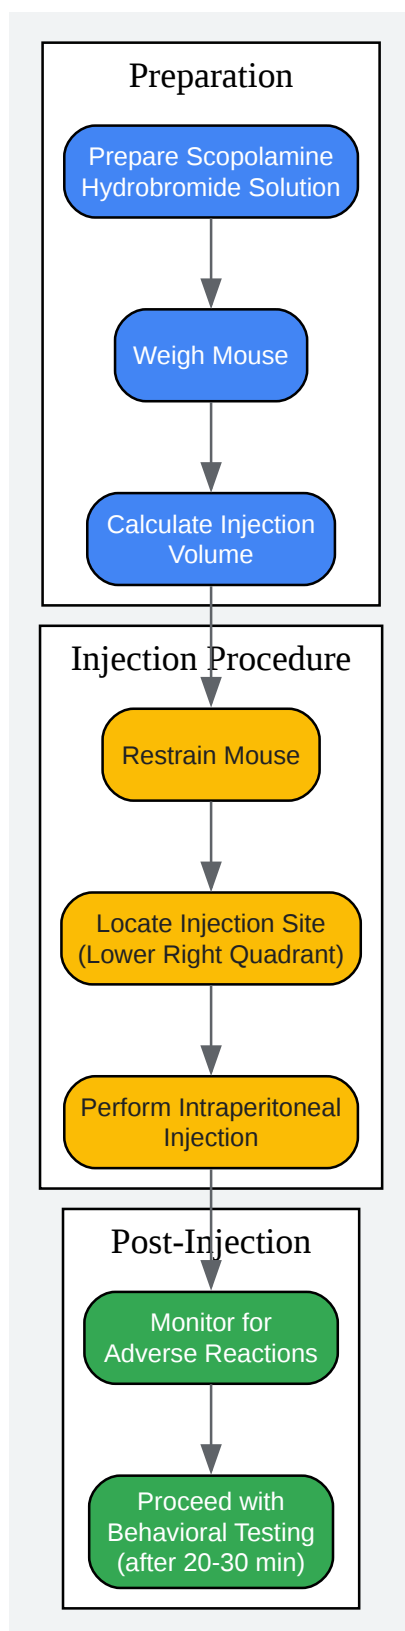 Preparation
Prepare Scopolamine
Hydrobromide Solution
Weigh Mouse
Calculate Injection
Volume
Injection Procedure
Restrain Mouse
Locate Injection Site
(Lower Right Quadrant)
Perform Intraperitoneal
Injection
Post-Injection
Monitor for
Adverse Reactions
Proceed with
Behavioral Testing
(after 20-30 min)